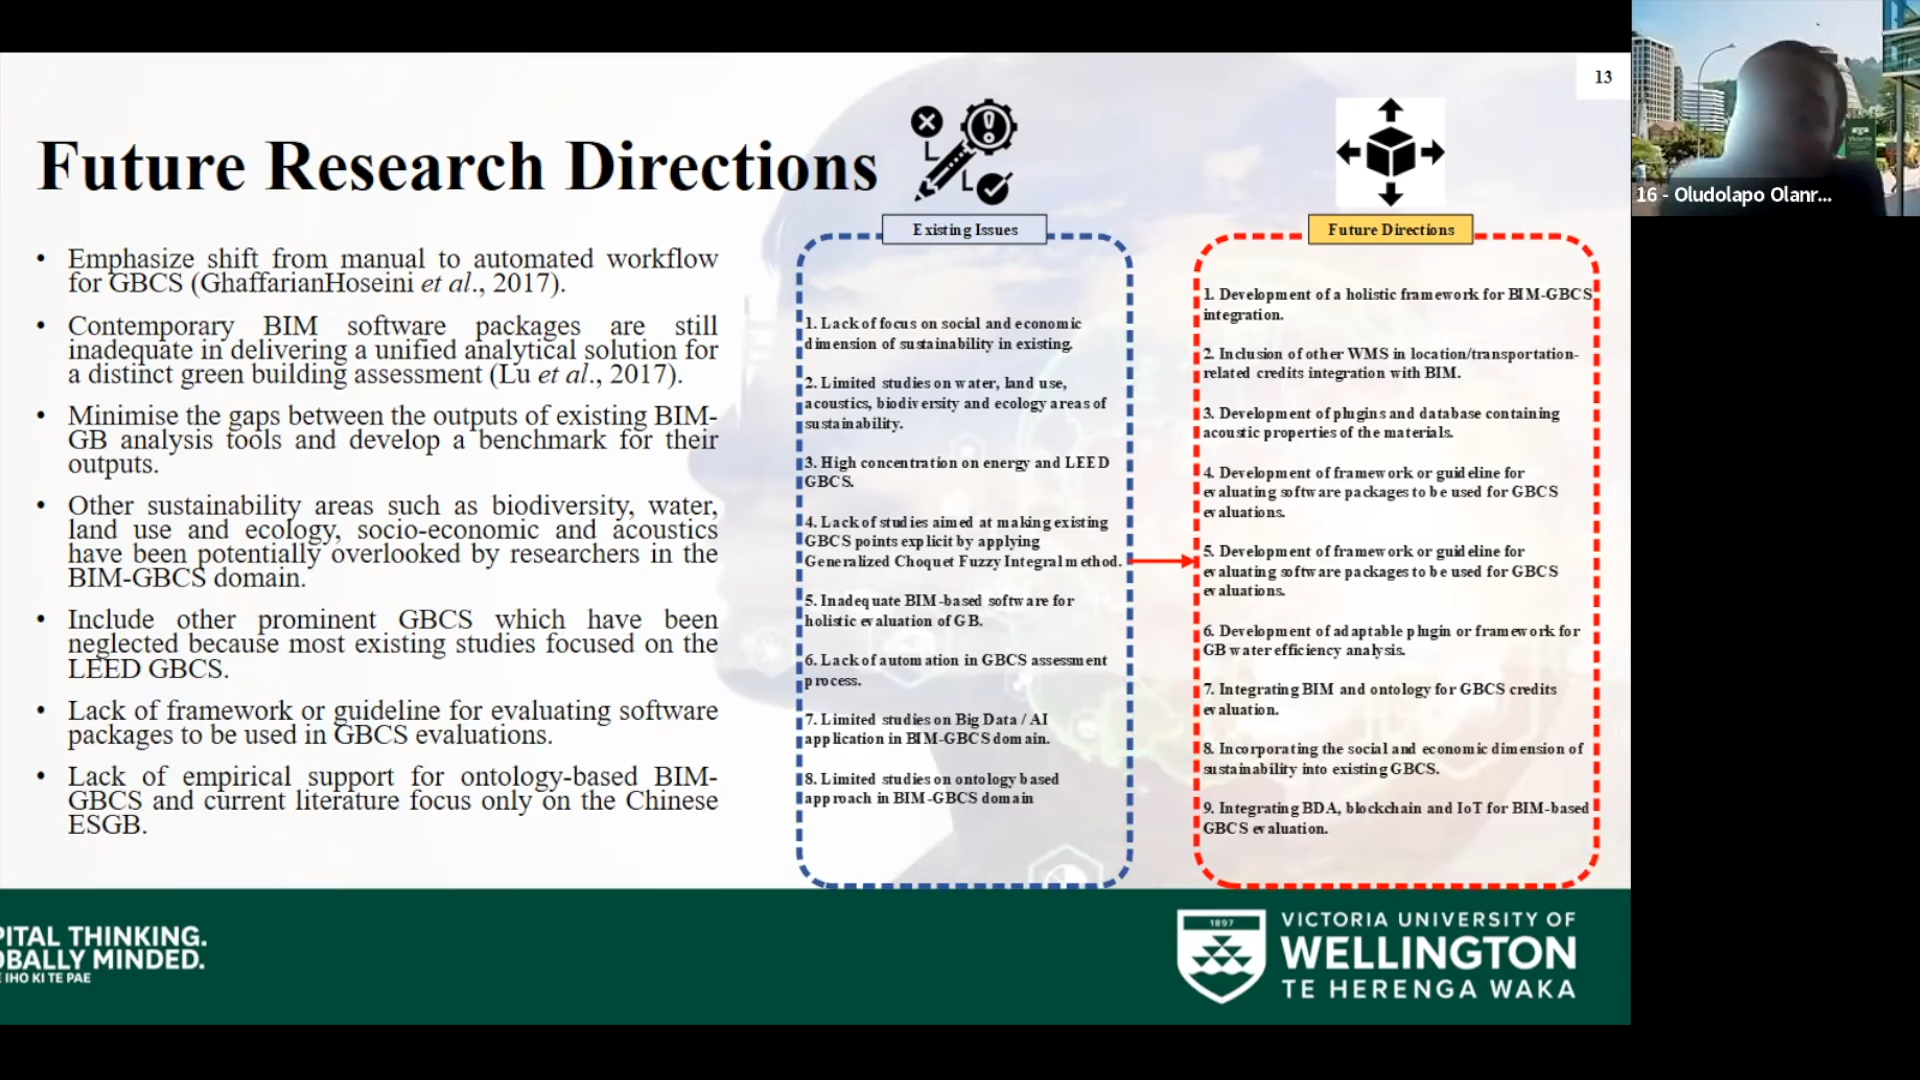 13
Future Research Directions
• Emphasize shift from manual to automated workflow
for GBCS (GhaffarianHoseini et al., 2017).
• Contemporary BIM software packages are still
inadequate in delivering a unified analytical solution for
a distinct green building assessment (Lu et al., 2017).
• Minimise the gaps between the outputs of existing BIM-
GB analysis tools and develop a benchmark for their
outputs.
• Other sustainability areas such as biodiversity, water,
land use and ecology, socio-economic and acoustics
have been potentially overlooked by researchers in the
BIM-GBCS domain.
• Include other prominent GBCS which have been
neglected because most existing studies focused on the
LEED GBCS.
• Lack of framework or guideline for evaluating software
packages to be used in GBCS evaluations.
• Lack of empirical support for ontology-based BIM-
GBCS and current literature focus only on the Chinese
ESGB.
Existing Issues
1. Lack of focus on social and economic
dimension of sustainability in existing.
2. Limited studies on water, land use,
acoustics, biodiversity and ecology areas of
sustainability.
3. High concentration on energy and LEED
GBCS.
4. Lack of studies aimed at making existing
GBCS points explicit by applying
Generalized Choquet Fuzzy Integral method.
5. Inadequate BIM-based software for
holistic evaluation of GB.
6. Lack of automation in GBCS assessment
process.
7. Limited studies on Big Data / AI
application in BIM-GBCS domain.
8. Limited studies on ontology based
approach in BIM-GBCS domain
Future Directions
1. Development of a holistic framework for BIM-GBCS
integration.
2. Inclusion of other WMS in location/transportation-
related credits integration with BIM.
3. Development of plugins and database containing
acoustic properties of the materials.
4. Development of framework or guideline for
evaluating software packages to be used for GBCS
evaluations.
5. Development of framework or guideline for
evaluating software packages to be used for GBCS
evaluations.
6. Development of adaptable plugin or framework for
GB water efficiency analysis.
7. Integrating BIM and ontology for GBCS credits
evaluation.
8. Incorporating the social and economic dimension of
sustainability into existing GBCS.
9. Integrating BDA, blockchain and IoT for BIM-based
GBCS evaluation.
PITAL THINKING.
OBALLY MINDED.
IHO KI TE PAE
1897
VICTORIA UNIVERSITY OF
WELLINGTON
TE HERENGA WAKA
16 - Oludolapo Olanr...